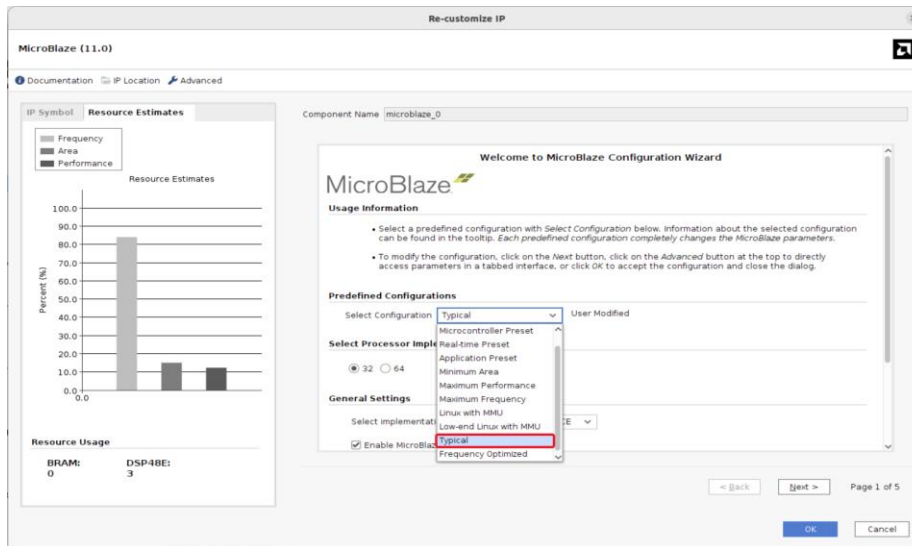 Re-customize IP
MicroBlaze (11.0)
Documentation IP Location Advanced
IP Symbol Resource Estimates
Frequency
Area
Performance
Resource Estimates
Percent (%)
100.0
90.0
80.0
70.0
60.0
50.0
40.0
30.0
20.0
10.0
0.0
0.0
Resource Usage
BRAM: DSP48E:
0 3
Component Name microblaze_0
Welcome to MicroBlaze Configuration Wizard
MicroBlaze
Usage Information
• Select a predefined configuration with Select Configuration below. Information about the selected configuration
can be found in the tooltip. Each predefined configuration completely changes the MicroBlaze parameters.
• To modify the configuration, click on the Next button, click on the Advanced button at the top to directly
access parameters in a tabbed interface, or click OK to accept the configuration and close the dialog.
Predefined Configurations
Select Configuration Typical User Modified
Microcontroller Preset
Select Processor Imple Real-time Preset
Application Preset
32 64 Minimum Area
Maximum Performance
General Settings Maximum Frequency
Linux with MMU
Select implementati Low-end Linux with MMU CE
Enable MicroBlaz Typical
Frequency Optimized
< Back Next > Page 1 of 5
OK Cancel